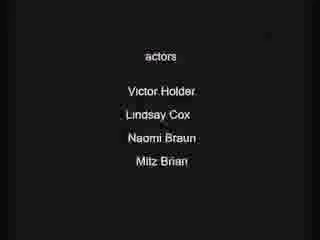 actors
Victor Holder
Lindsay Cox
Naomi Braun
Mitz Brian